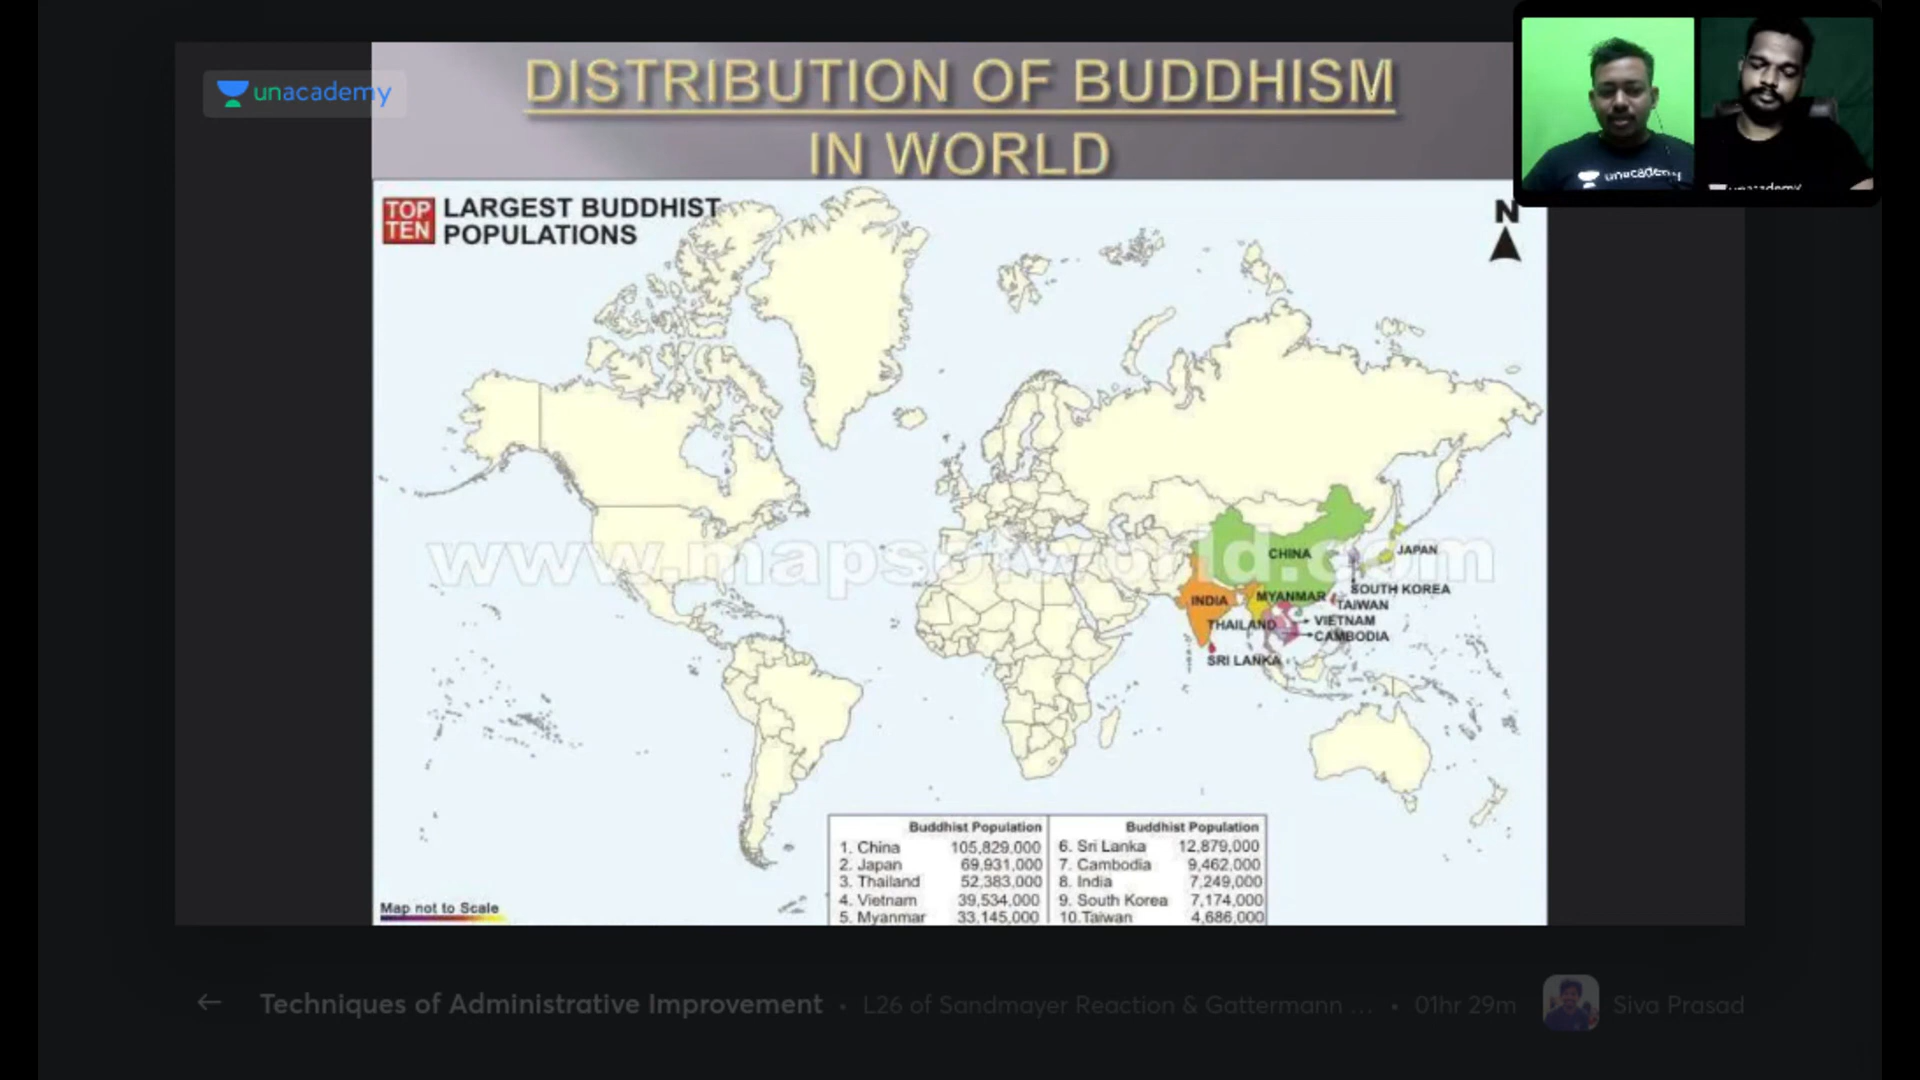 unacademy
DISTRIBUTION OF BUDDHISM
IN WORLD
unacademy
unacademy
TOP
TEN
LARGEST BUDDHIST
POPULATIONS
N
www.mapsofworld.com
CHINA
JAPAN
SOUTH KOREA
INDIA
MYANMAR
TAIWAN
THAILAND
VIETNAM
CAMBODIA
SRI LANKA
Buddhist Population
1. China 105,829,000
2. Japan 69,931,000
3. Thailand 52,383,000
4. Vietnam 39,534,000
5. Myanmar 33,145,000
Buddhist Population
6. Sri Lanka 12,879,000
7. Cambodia 9,462,000
8. India 7,249,000
9. South Korea 7,174,000
10.Taiwan 4,686,000
Map not to Scale
Techniques of Administrative Improvement • L26 of Sandmayer Reaction & Gattermann ... • 01hr 29m Siva Prasad